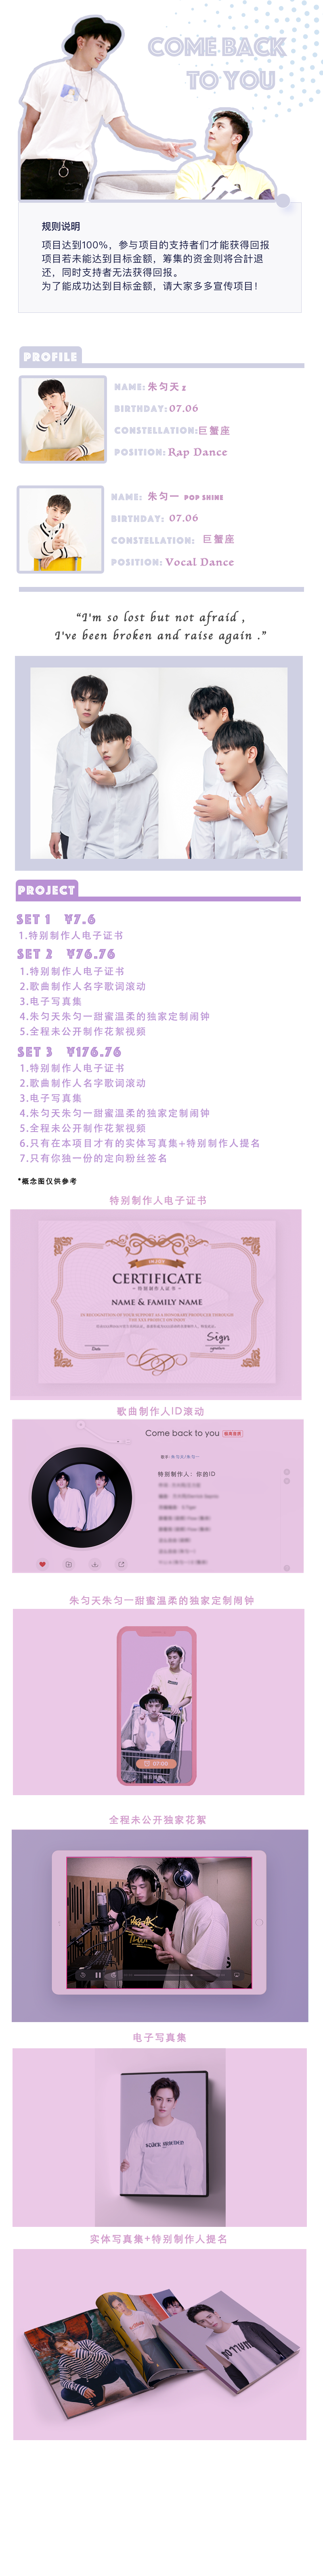 COME BACK
TO YOU
规则说明
项目达到100%，参与项目的支持者们才能获得回报
项目若未能达到目标金额，筹集的资金则将合計退
还，同时支持者无法获得回报。
为了能成功达到目标金额，请大家多多宣传项目！
PROFILE
NAME: 朱匀天 z
BIRTHDAY: 07.06
CONSTELLATION: 巨蟹座
POSITION: Rap Dance
NAME: 朱匀一 POP SHINE
BIRTHDAY: 07.06
CONSTELLATION: 巨蟹座
POSITION: Vocal Dance
“I'm so lost but not afraid ,
I've been broken and raise again .”
PROJECT
SET 1 ¥7.6
1.特别制作人电子证书
SET 2 ¥76.76
1.特别制作人电子证书
2.歌曲制作人名字歌词滚动
3.电子写真集
4.朱匀天朱匀一甜蜜温柔的独家定制闹钟
5.全程未公开制作花絮视频
SET 3 ¥176.76
1.特别制作人电子证书
2.歌曲制作人名字歌词滚动
3.电子写真集
4.朱匀天朱匀一甜蜜温柔的独家定制闹钟
5.全程未公开制作花絮视频
6.只有在本项目才有的实体写真集+特别制作人提名
7.只有你独一份的定向粉丝签名
*概念图仅供参考
特别制作人电子证书
CERTIFICATE
特别制作人证书
NAME & FAMILY NAME
Sign
Date
歌曲制作人ID滚动
Come back to you
特别制作人：你的ID
朱匀天朱匀一甜蜜温柔的独家定制闹钟
07:00
全程未公开独家花絮
电子写真集
实体写真集+特别制作人提名